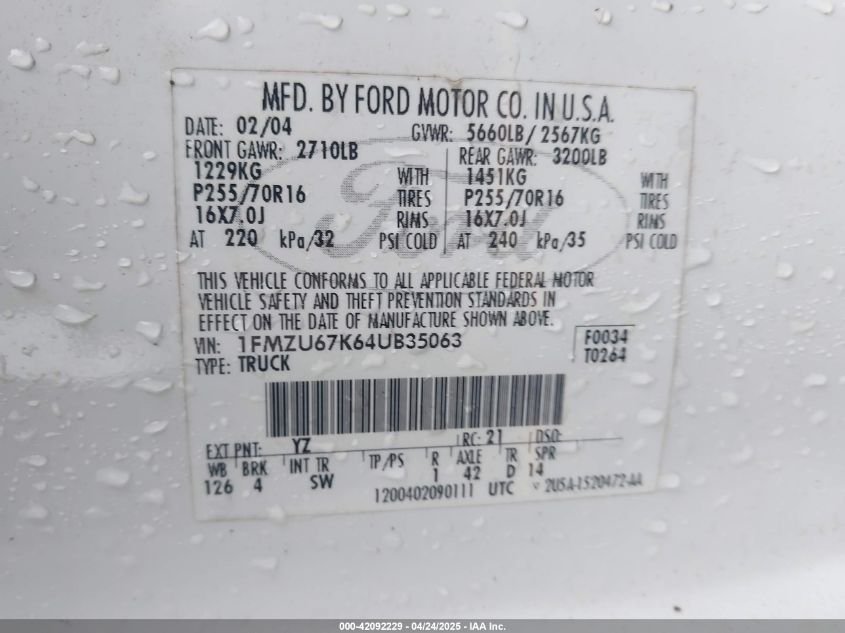 MFD. BY FORD MOTOR CO. IN U.S.A.
DATE: 02/04 GVWR: 5660LB/ 2567KG
FRONT GAWR: 2710LB REAR GAWR: 3200LB
1229KG WITH 1451KG WITH
P255/70R16 TIRES P255/70R16 TIRES
16X7.0J RIMS 16X7.0J RIMS
AT 220 kPa/32 PSI COLD AT 240 kPa/35 PSI COLD
Ford
THIS VEHICLE CONFORMS TO ALL APPLICABLE FEDERAL MOTOR
VEHICLE SAFETY AND THEFT PREVENTION STANDARDS IN
EFFECT ON THE DATE OF MANUFACTURE SHOWN ABOVE.
VIN: 1FMZU67K64UB35063 F0034
TYPE: TRUCK T0264
EXT PNT: YZ RC: 21 DSO:
WB BRK INT TR TP/PS R AXLE TR SPR
126 4 SW 1 42 D 14
1200402090111 UTC 2U5A-1520472-AA
000-42092229 - 04/24/2025 - IAA Inc.